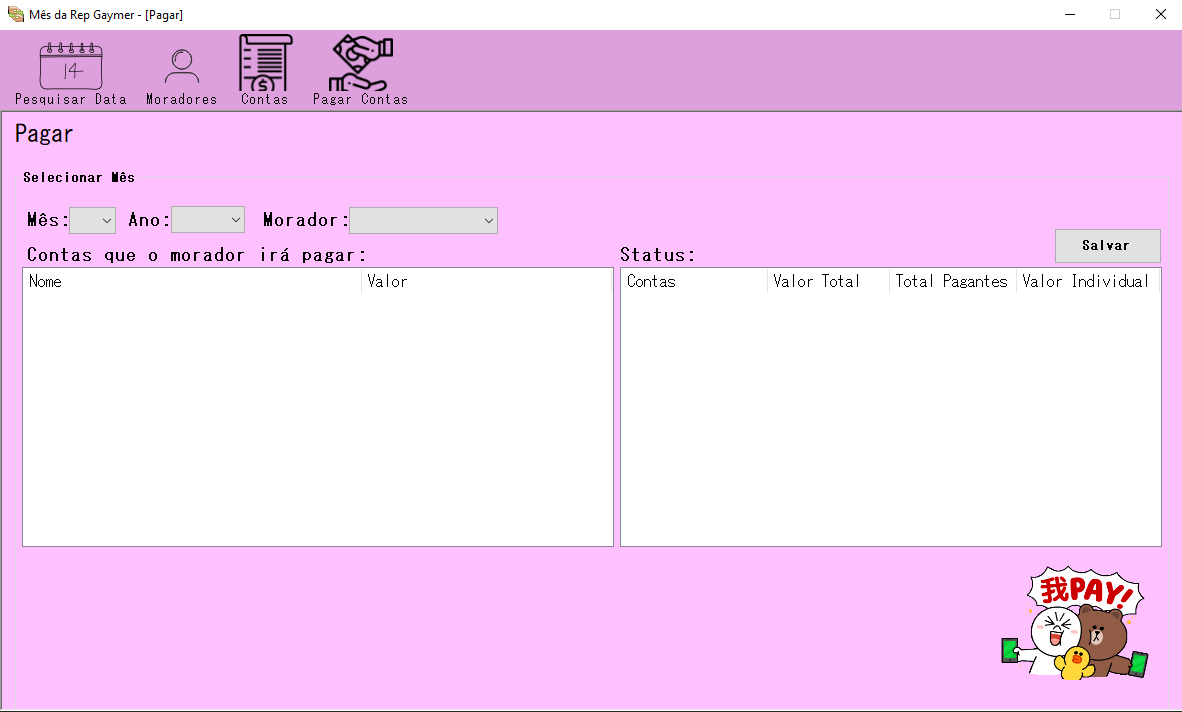 Mês da Rep Gaymer - [Pagar]
14
Pesquisar Data Moradores Contas Pagar Contas
Pagar
Selecionar Mês
Mês: Ano: Morador:
Salvar
Contas que o morador irá pagar: Status:
Nome Valor Contas Valor Total Total Pagantes Valor Individual
我PAY!